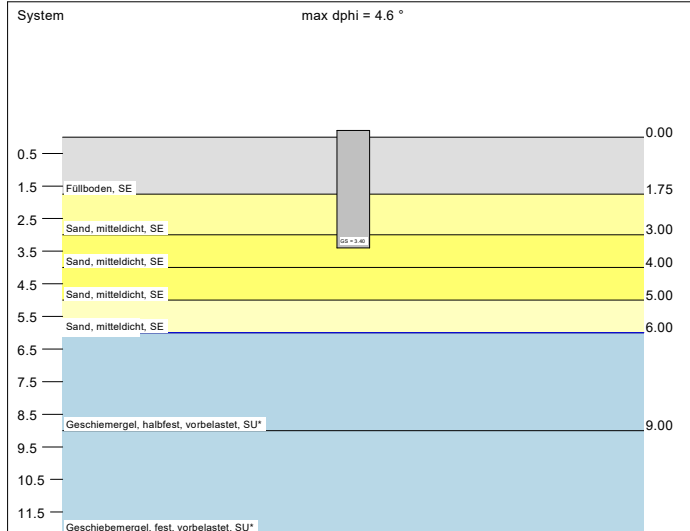 System
max dphi = 4.6 °
0.00
0.5
1.5
Füllboden, SE
1.75
2.5
Sand, mitteldicht, SE
3.00
GS = 3.40
3.5
Sand, mitteldicht, SE
4.00
4.5
Sand, mitteldicht, SE
5.00
5.5
Sand, mitteldicht, SE
6.00
6.5
7.5
8.5
Geschiemergel, halbfest, vorbelastet, SU*
9.00
9.5
10.5
11.5
Geschiebemergel, fest, vorbelastet, SU*